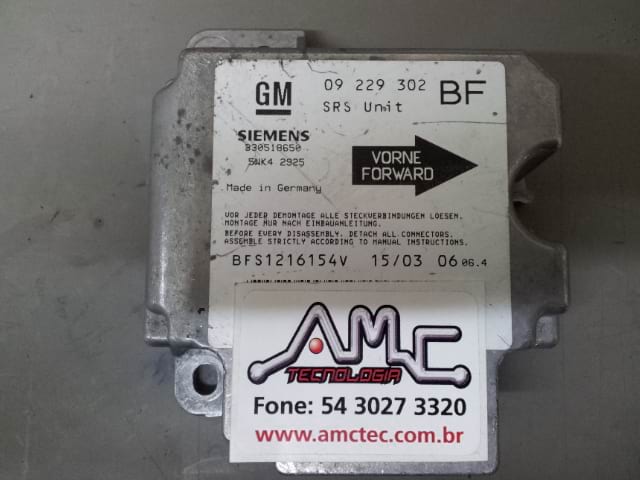 GM
09 229 302 BF
SRS Unit
SIEMENS
330518650
5WK4 2925
VORNE
FORWARD
Made in Germany
VOR JEDER DEMONTAGE ALLE STECKVERBINDUNGEN LOESEN.
MONTAGE NUR NACH EINBAUANLEITUNG.
BEFORE EVERY DISASSEMBLY, DETACH ALL CONNECTORS.
ASSEMBLE STRICTLY ACCORDING TO MANUAL INSTRUCTIONS.
BFS1216154V 15/03 06 06.4
AMC
TECNOLOGIA
Fone: 54 3027 3320
www.amctec.com.br